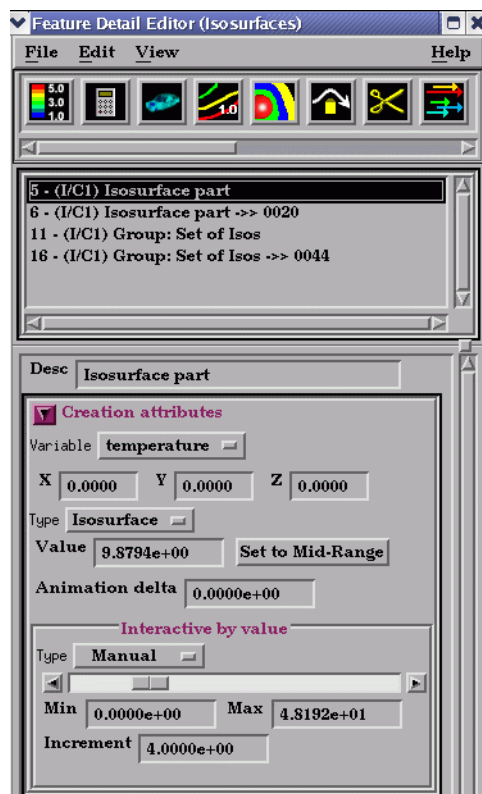 Feature Detail Editor (Isosurfaces)
File Edit View Help
5.0
3.0
1.0
1.0
5 - (I/C1) Isosurface part
6 - (I/C1) Isosurface part ->> 0020
11 - (I/C1) Group: Set of Isos
16 - (I/C1) Group: Set of Isos ->> 0044
Desc Isosurface part
Creation attributes
Variable temperature
X 0.0000 Y 0.0000 Z 0.0000
Type Isosurface
Value 9.8794e+00 Set to Mid-Range
Animation delta 0.0000e+00
Interactive by value
Type Manual
Min 0.0000e+00 Max 4.8192e+01
Increment 4.0000e+00